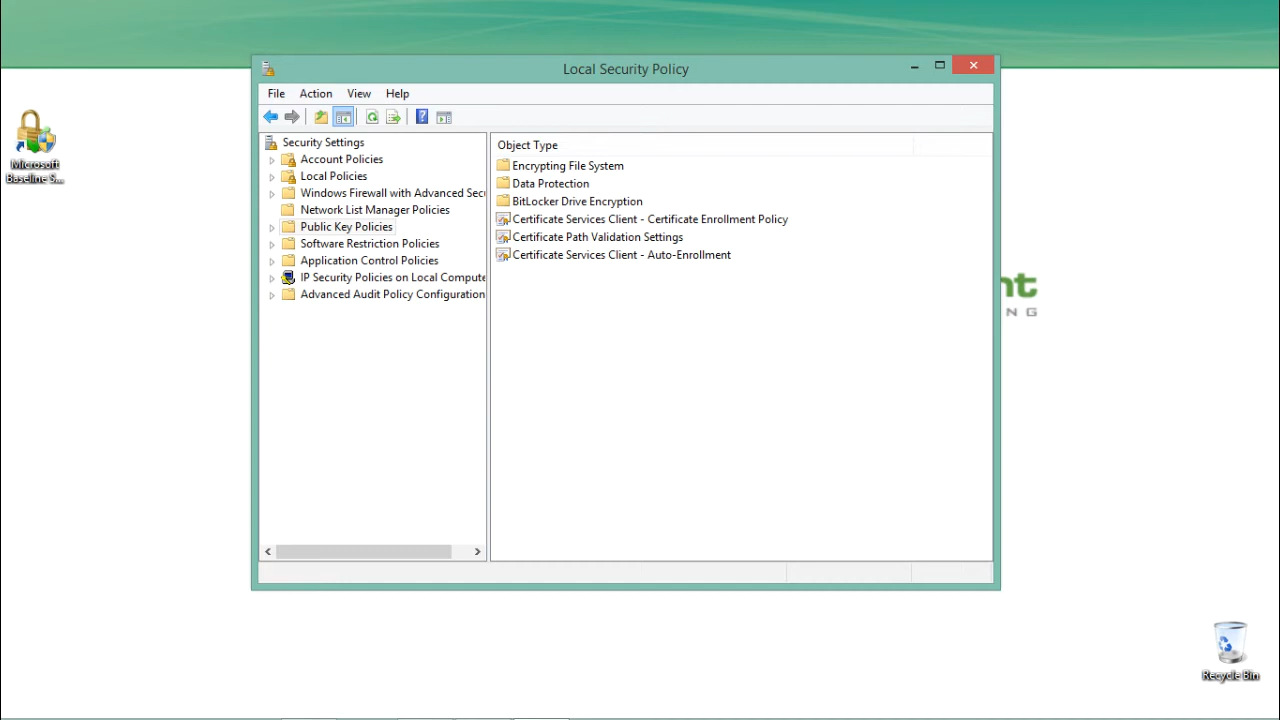 Local Security Policy
File Action View Help
Security Settings
Account Policies
Local Policies
Windows Firewall with Advanced Secu
Network List Manager Policies
Public Key Policies
Software Restriction Policies
Application Control Policies
IP Security Policies on Local Compute
Advanced Audit Policy Configuration
Object Type
Encrypting File System
Data Protection
BitLocker Drive Encryption
Certificate Services Client - Certificate Enrollment Policy
Certificate Path Validation Settings
Certificate Services Client - Auto-Enrollment
Microsoft
Baseline S...
nt
N G
Recycle Bin